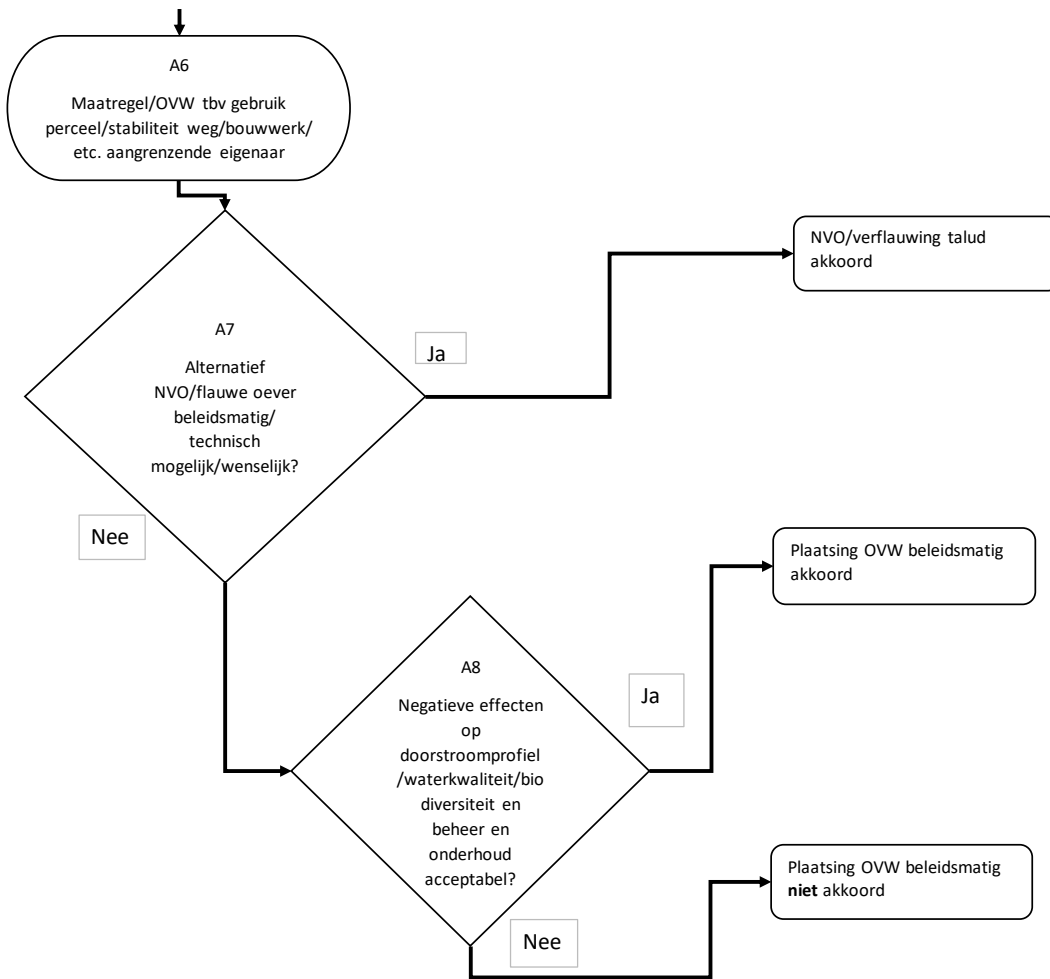 A6
Maatregel/OVW tbv gebruik
perceel/stabiliteit weg/bouwwerk/
etc. aangrenzende eigenaar
NVO/verflauwing talud
akkoord
A7
Alternatief
NVO/flauwe oever
beleidsmatig/
technisch
mogelijk/wenselijk?
Ja
Nee
Plaatsing OVW beleidsmatig
akkoord
A8
Negatieve effecten
op
doorstroomprofiel
/waterkwaliteit/bio
diversiteit en
beheer en
onderhoud
acceptabel?
Ja
Plaatsing OVW beleidsmatig
niet akkoord
Nee